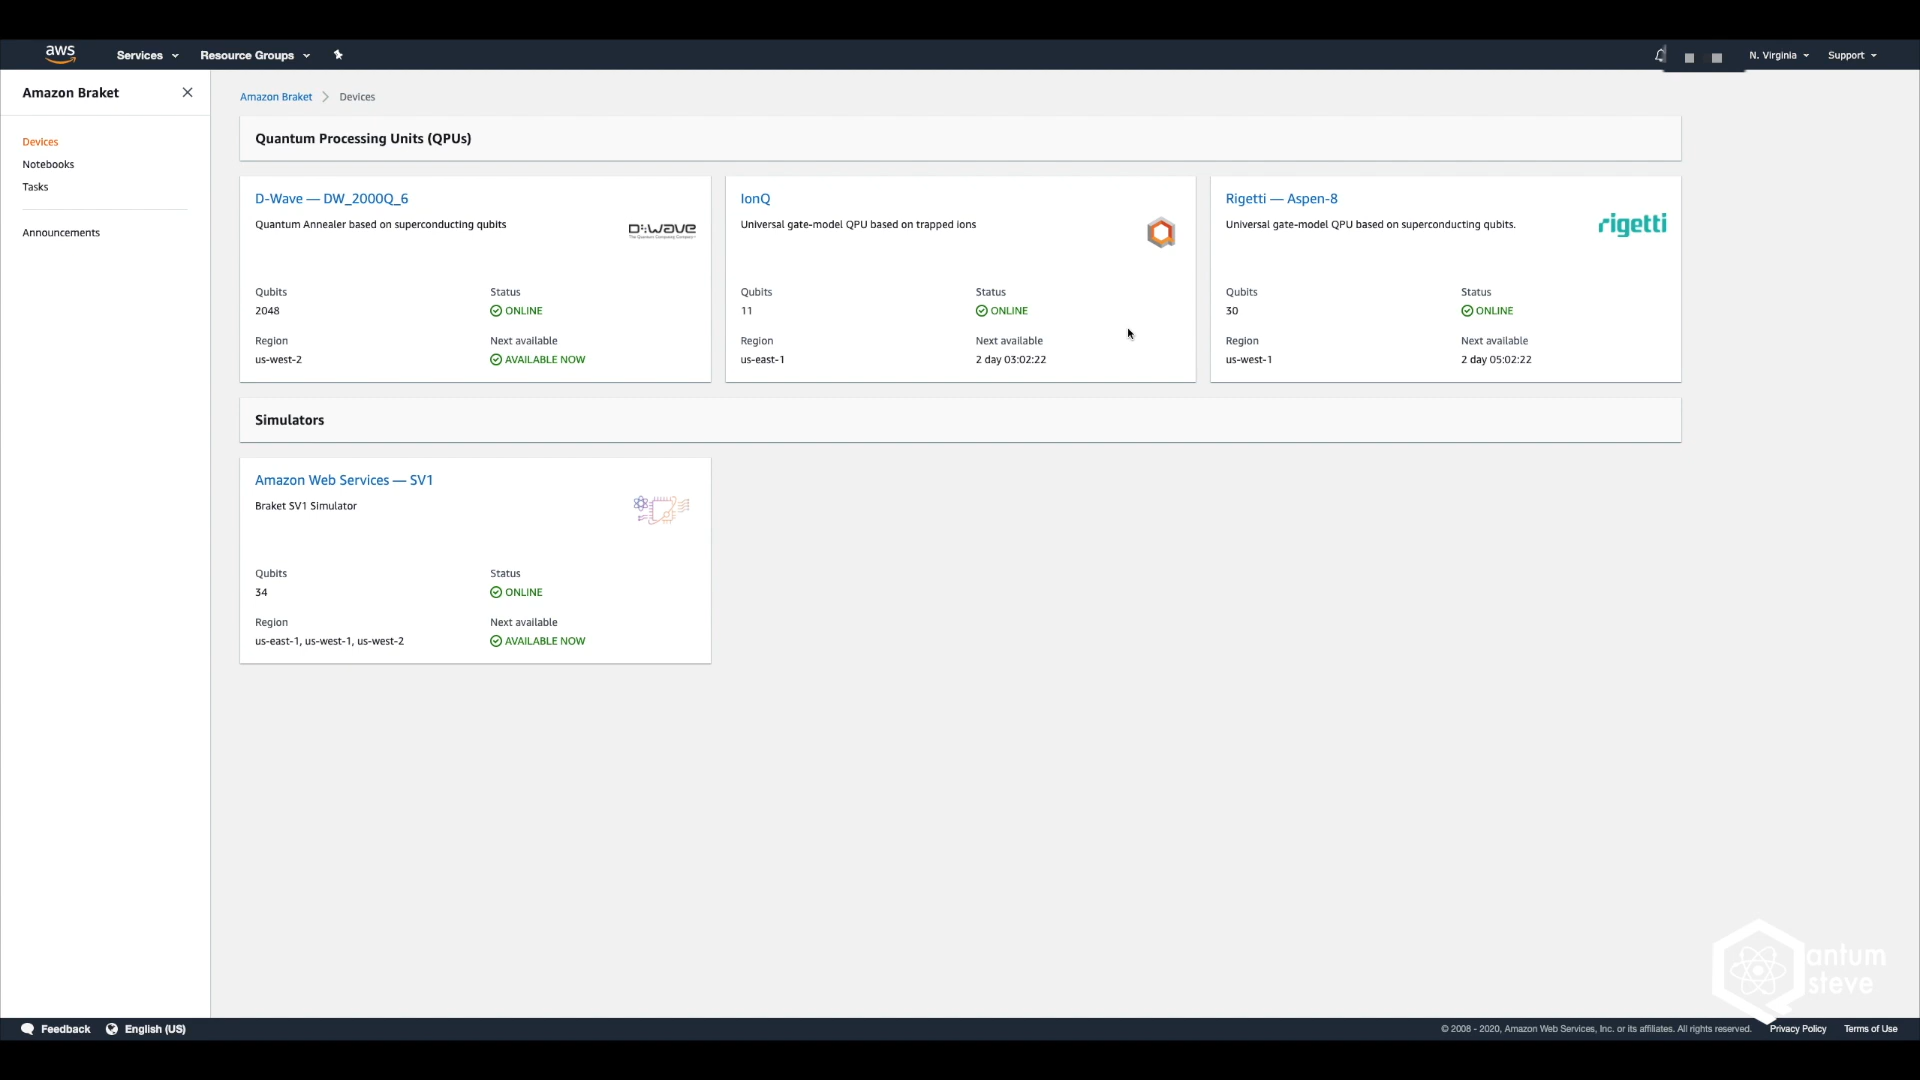 aws
Services
Resource Groups
N. Virginia
Support
Amazon Braket
Devices
Notebooks
Tasks
Announcements
Amazon Braket > Devices
Quantum Processing Units (QPUs)
D-Wave — DW_2000Q_6
Quantum Annealer based on superconducting qubits
D:wave
The Quantum Computing Company
Qubits
2048
Status
ONLINE
Region
us-west-2
Next available
AVAILABLE NOW
IonQ
Universal gate-model QPU based on trapped ions
Qubits
11
Status
ONLINE
Region
us-east-1
Next available
2 day 03:02:22
Rigetti — Aspen-8
Universal gate-model QPU based on superconducting qubits.
rigetti
Qubits
30
Status
ONLINE
Region
us-west-1
Next available
2 day 05:02:22
Simulators
Amazon Web Services — SV1
Braket SV1 Simulator
Qubits
34
Status
ONLINE
Region
us-east-1, us-west-1, us-west-2
Next available
AVAILABLE NOW
antum
steve
Feedback
English (US)
© 2008 - 2020, Amazon Web Services, Inc. or its affiliates. All rights reserved.
Privacy Policy
Terms of Use